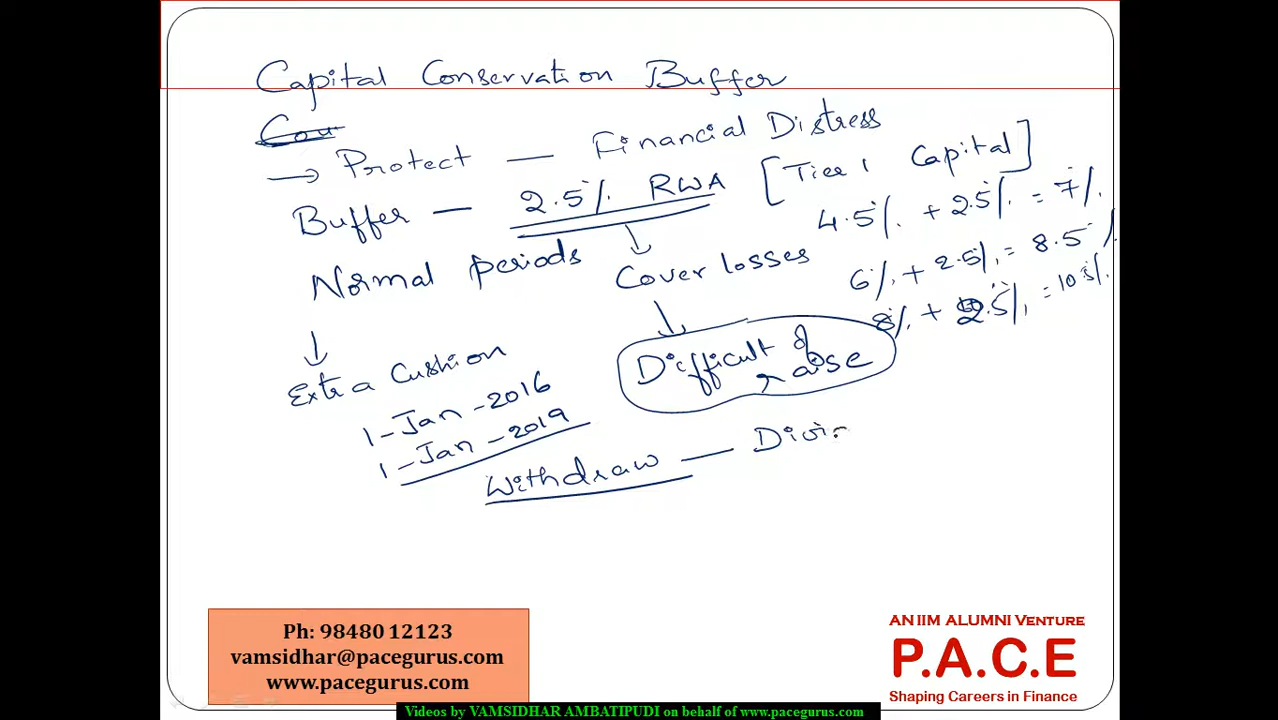 Capital Conservation Buffer
Cou
→ Protect — Financial Distress
Buffer — 2.5% RWA [Tier 1 Capital]
4.5% + 2.5% = 7%
Normal periods Cover losses
6% + 2.5% = 8.5%
8% + 2.5% = 10.5%
Extra Cushion
Difficult to raise
1-Jan-2016
1-Jan-2019
Withdraw — Divi
Ph: 98480 12123
vamsidhar@pacegurus.com
www.pacegurus.com
AN IIM ALUMNI VENTURE
P.A.C.E
Shaping Careers in Finance
Videos by VAMSIDHAR AMBATIPUDI on behalf of www.pacegurus.com